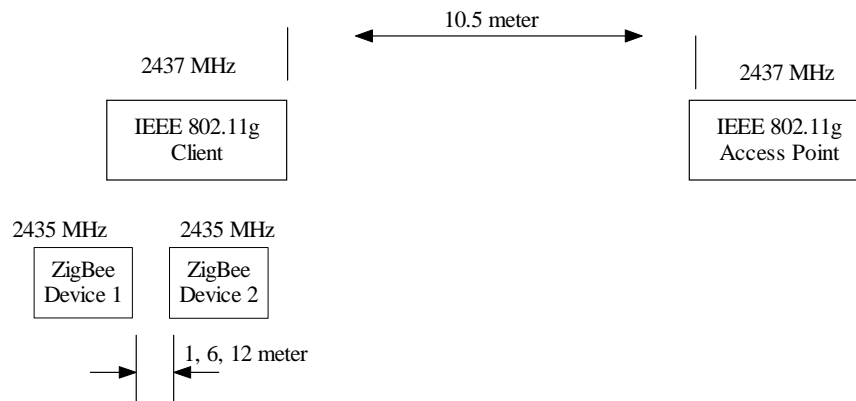 10.5 meter
2437 MHz
2437 MHz
IEEE 802.11g
Client
IEEE 802.11g
Access Point
2435 MHz
2435 MHz
ZigBee
Device 1
ZigBee
Device 2
1, 6, 12 meter